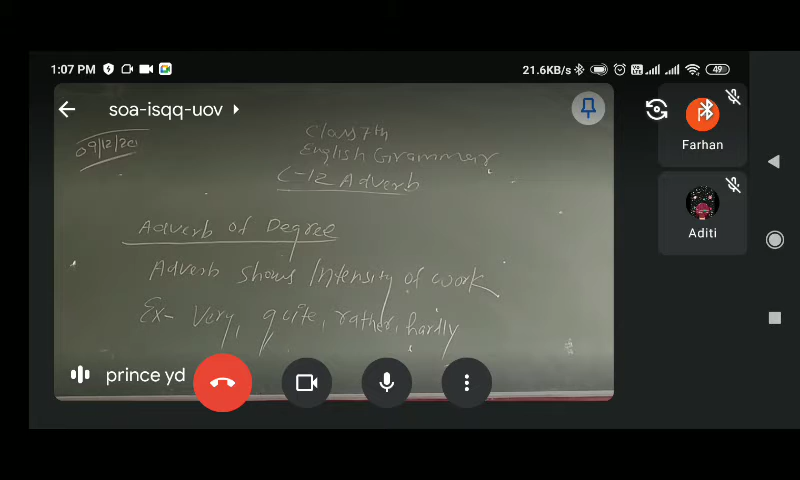 1:07 PM
21.6KB/s
49
soa-isqq-uov
09/12/20
Class 7th
English Grammar
C-12 Adverb
Adverb of Degree
Adverb shows Intensity of work
Ex- Very, quite, rather, hardly
prince yd
Farhan
Aditi